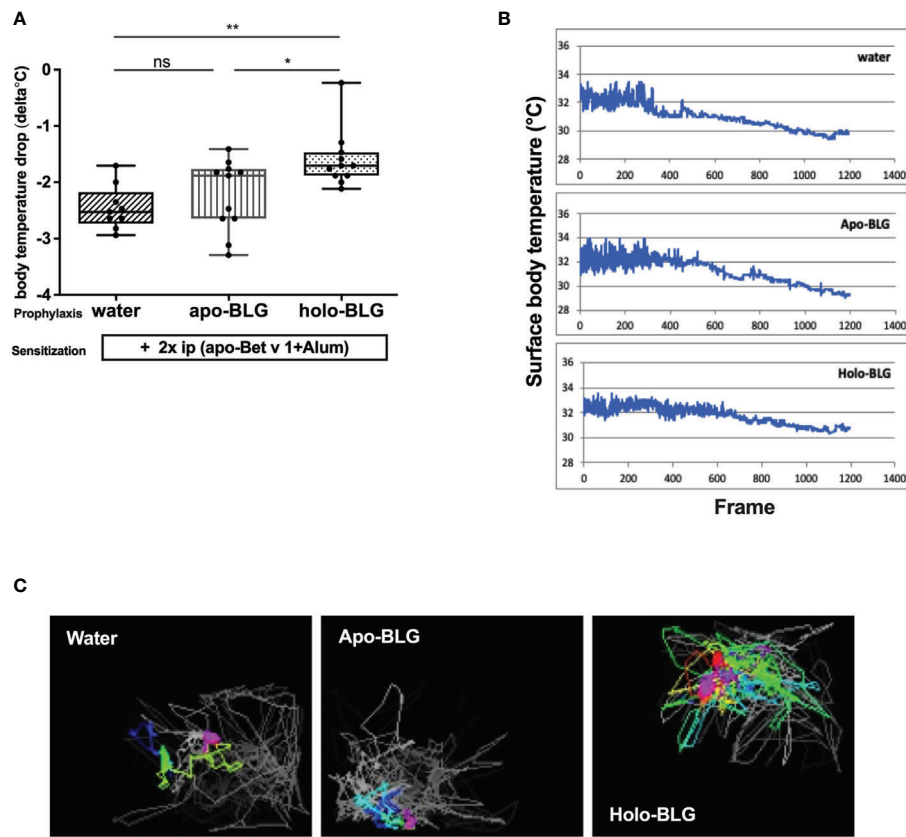 A
**
ns
*
body temperature drop (delta°C)
0
-1
-2
-3
-4
Prophylaxis water apo-BLG holo-BLG
Sensitization + 2x ip (apo-Bet v 1+Alum)
B
Surface body temperature (°C)
36
34
32
30
28
water
0 200 400 600 800 1000 1200 1400
36
34
32
30
28
Apo-BLG
0 200 400 600 800 1000 1200 1400
36
34
32
30
28
Holo-BLG
0 200 400 600 800 1000 1200 1400
Frame
C
Water
Apo-BLG
Holo-BLG